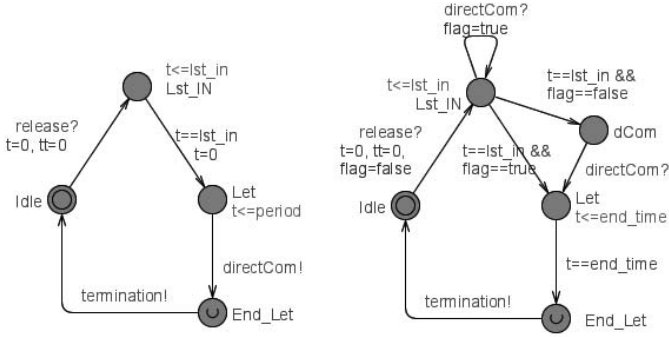 t<=lst_in
Lst_IN
release?
t=0, tt=0
t==lst_in
t=0
Idle
Let
t<=period
directCom!
termination!
End_Let
directCom?
flag=true
t<=lst_in
Lst_IN
t==lst_in &&
flag==false
release?
t=0, tt=0,
flag=false
t==lst_in &&
flag==true
dCom
directCom?
Idle
Let
t<=end_time
t==end_time
termination!
End_Let